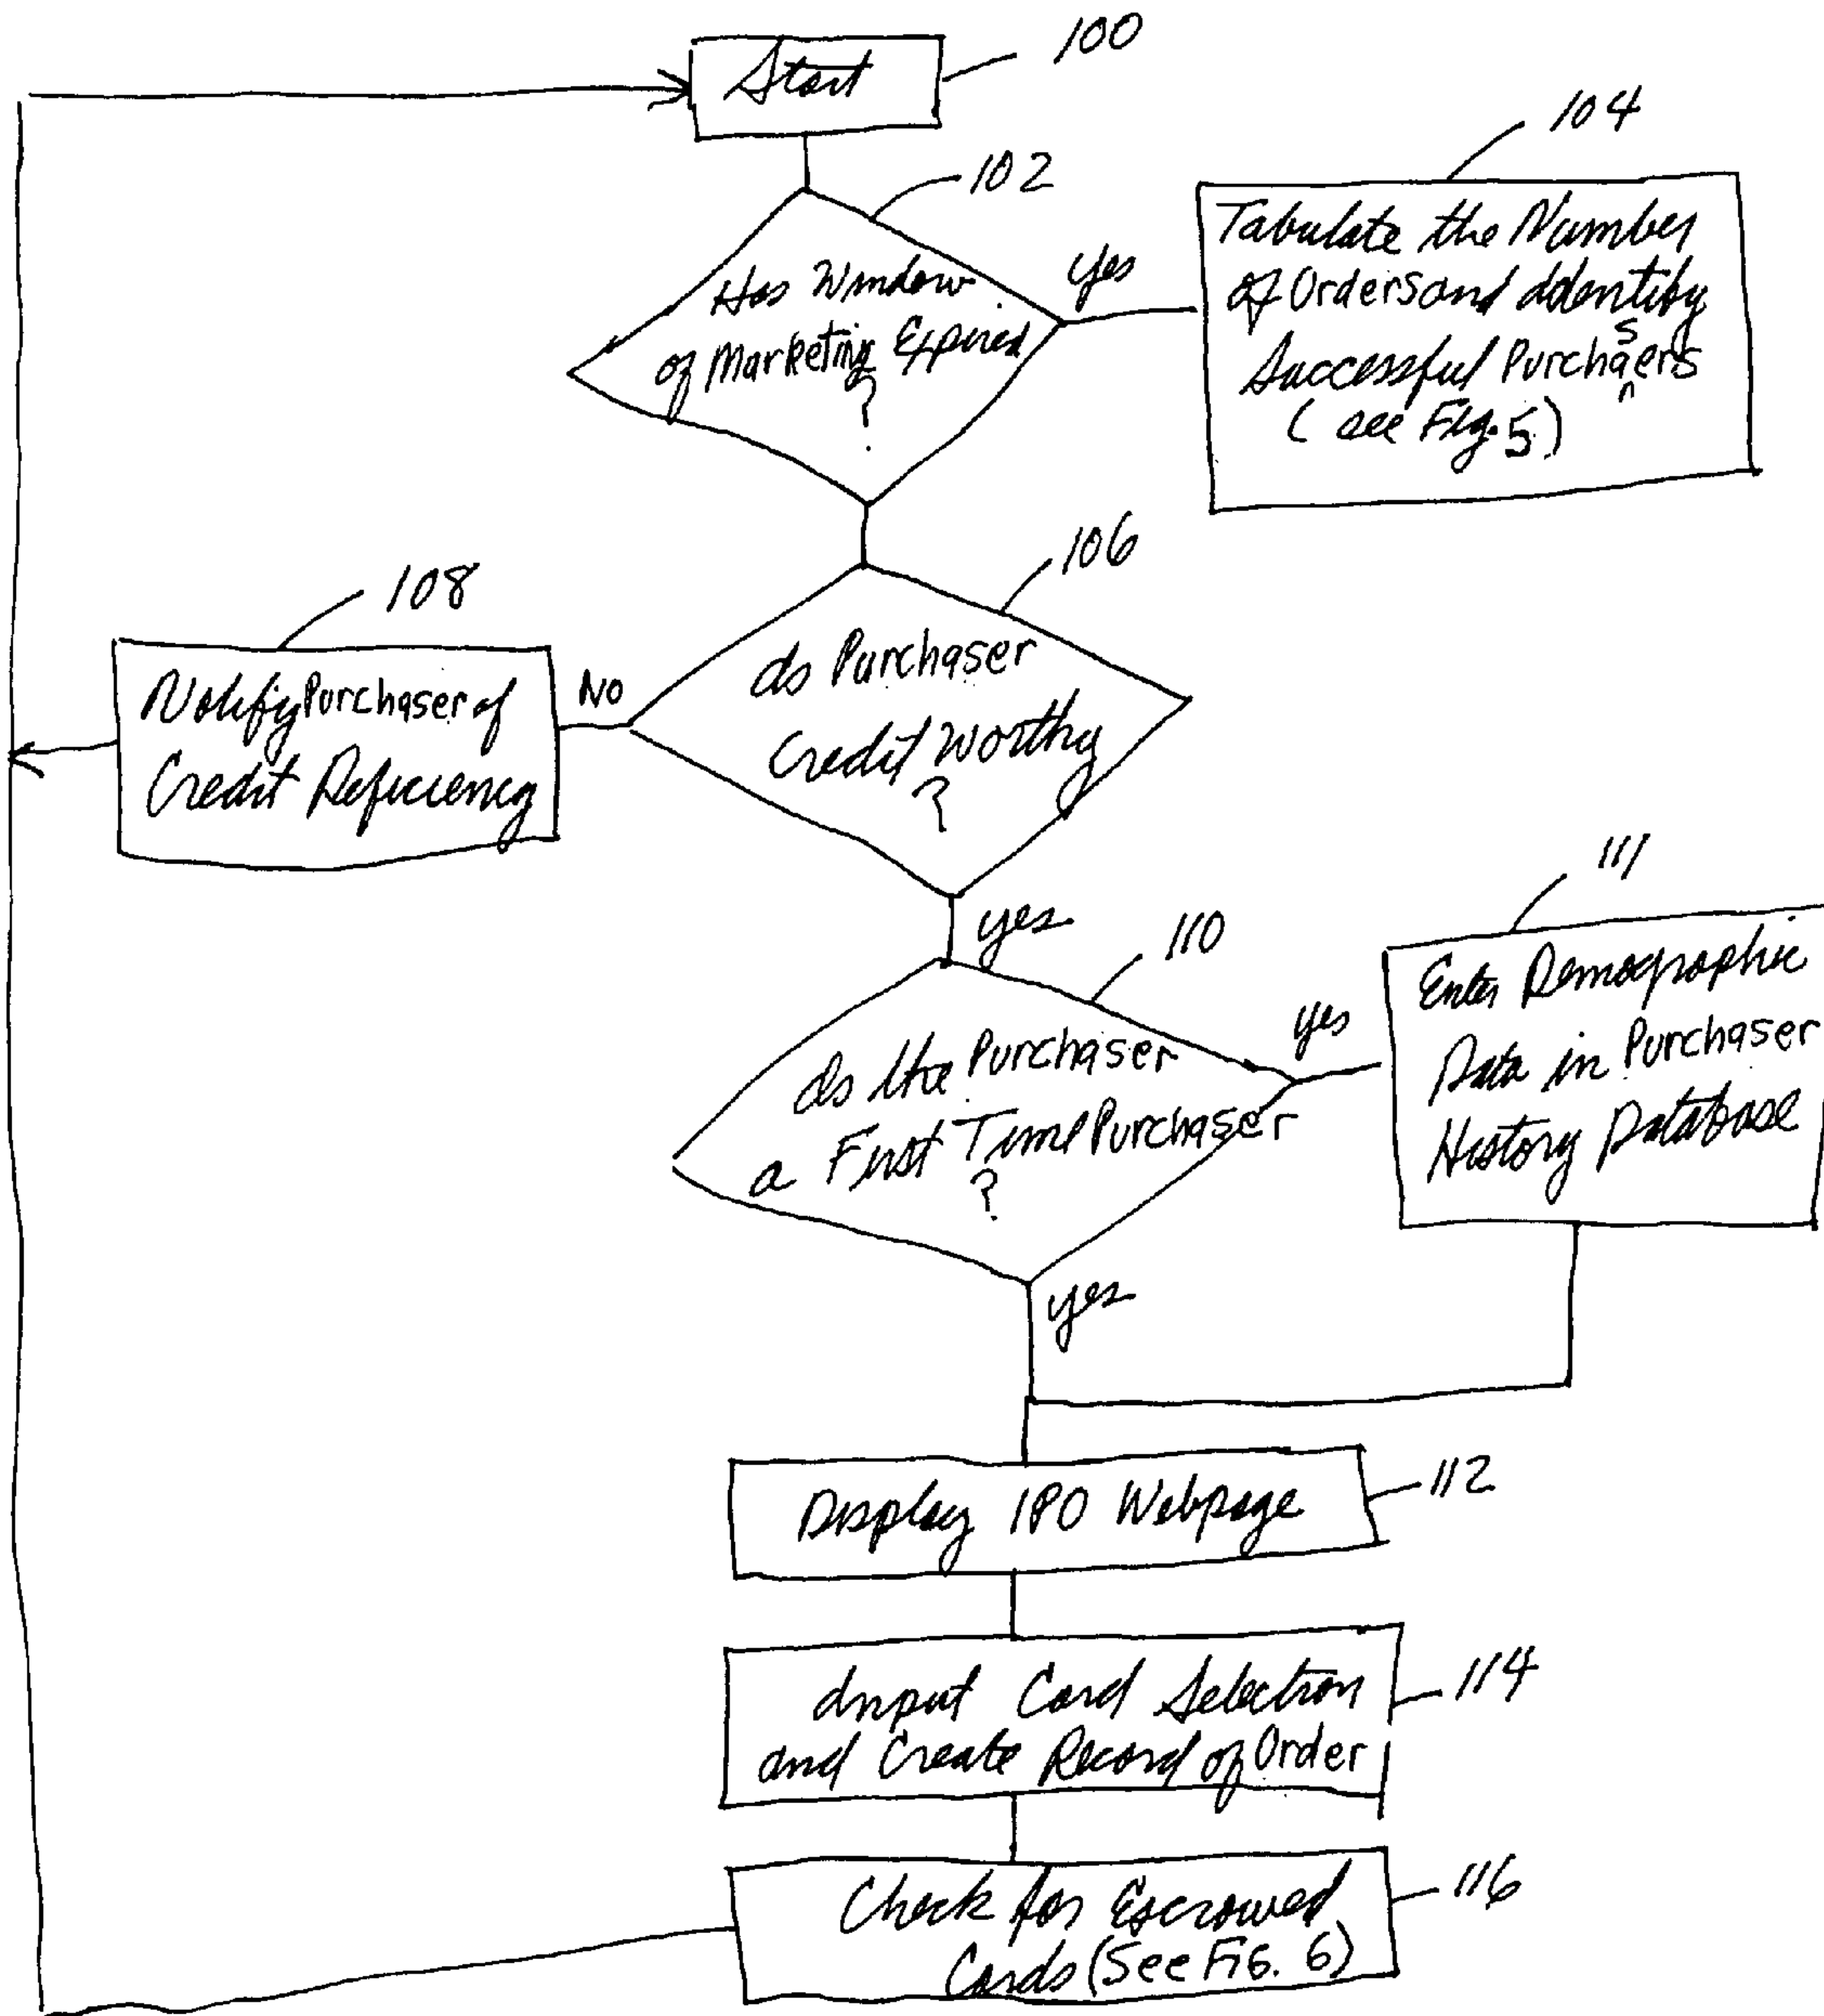 100
Start
102
Has Window
of Marketing Expired
?
yes
104
Tabulate the Number
of Orders and Identify
Successful Purchasers
(see Fig. 5)
106
Is Purchaser
Credit Worthy
?
No
108
Notify Purchaser of
Credit Deficiency
yes
110
Is the Purchaser
a First Time Purchaser
?
yes
111
Enter Demographic
Data in Purchaser
History Database
yes
Display IPO Webpage
112
Input Card Selection
and Create Record of Order
114
Check for Escrowed
Cards (See FIG. 6)
116